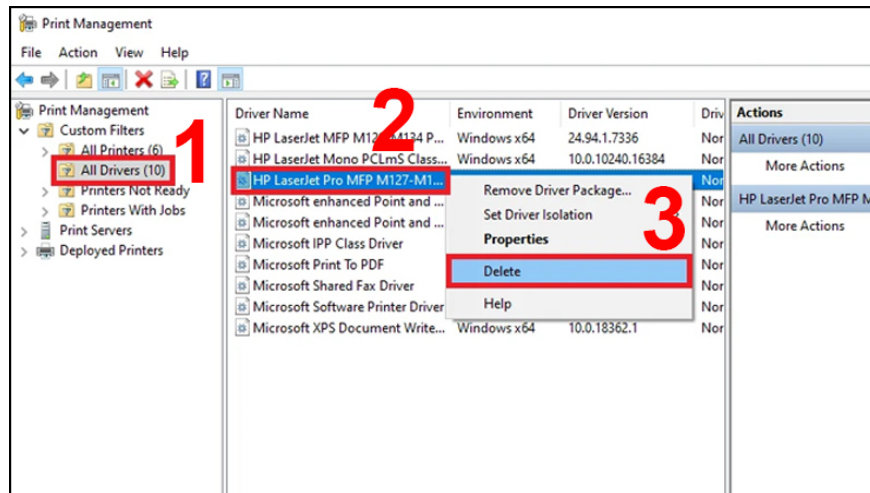 Print Management
File Action View Help
Print Management
Custom Filters
All Printers (6)
All Drivers (10)
Printers Not Ready
Printers With Jobs
Print Servers
Deployed Printers
1
2
3
Driver Name Environment Driver Version Driv
HP LaserJet MFP M134 P... Windows x64 24.94.1.7336 Nor
HP LaserJet Mono PCLmS Class... Windows x64 10.0.10240.16384 Nor
HP LaserJet Pro MFP M127-M1... Nor
Microsoft enhanced Point and ... Nor
Microsoft enhanced Point and ... Nor
Microsoft IPP Class Driver Nor
Microsoft Print To PDF Nor
Microsoft Shared Fax Driver Nor
Microsoft Software Printer Driver Nor
Microsoft XPS Document Write... Windows x64 10.0.18362.1 Nor
Remove Driver Package...
Set Driver Isolation
Properties
Delete
Help
Actions
All Drivers (10)
More Actions
HP LaserJet Pro MFP M
More Actions